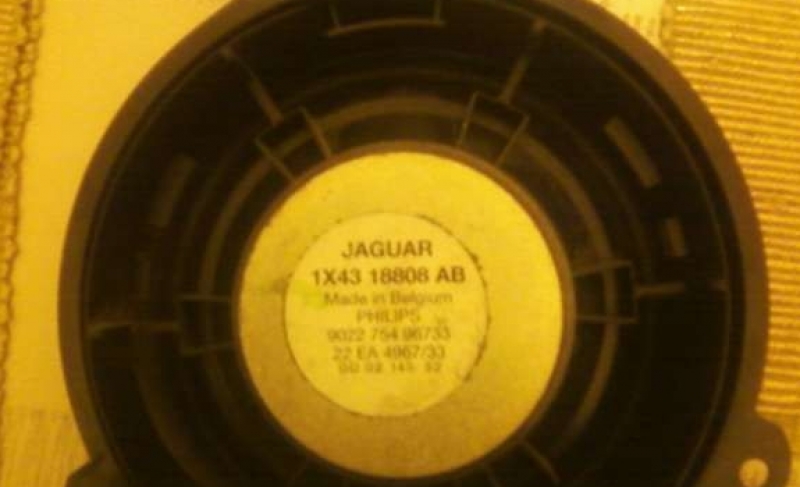 JAGUAR
1X43 18808 AB
Made in Belgium
PHILIPS
9022 754 96733
22 EA 4967/33